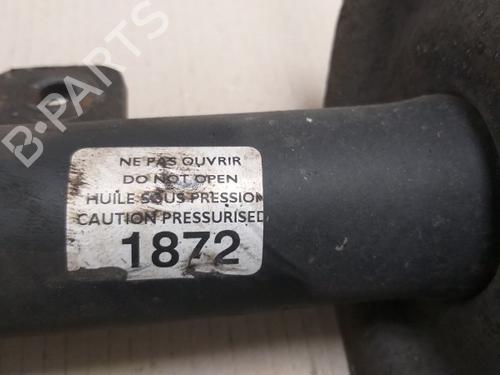 B-PARTS
NE PAS OUVRIR
DO NOT OPEN
HUILE SOUS PRESSION
CAUTION PRESSURISED
1872